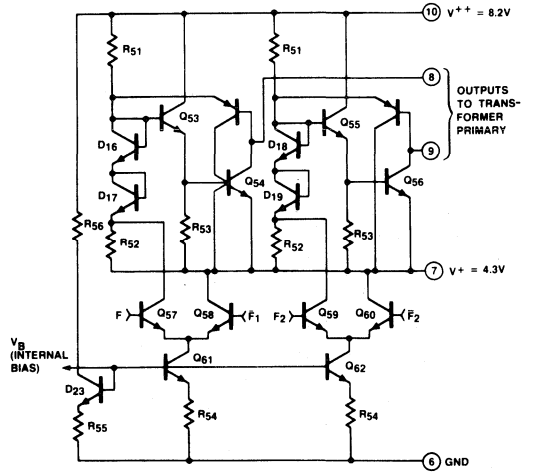 10 V++ = 8.2V
R51
R51
8
OUTPUTS
TO TRANS-
FORMER
PRIMARY
Q53
Q55
D16
D18
9
Q54
Q56
D17
D19
R56
R52
R53
R52
R53
7 V+ = 4.3V
F
Q57
Q58
F̄1
F2
Q59
Q60
F̄2
VB
(INTERNAL
BIAS)
Q61
Q62
D23
R54
R54
R55
6 GND